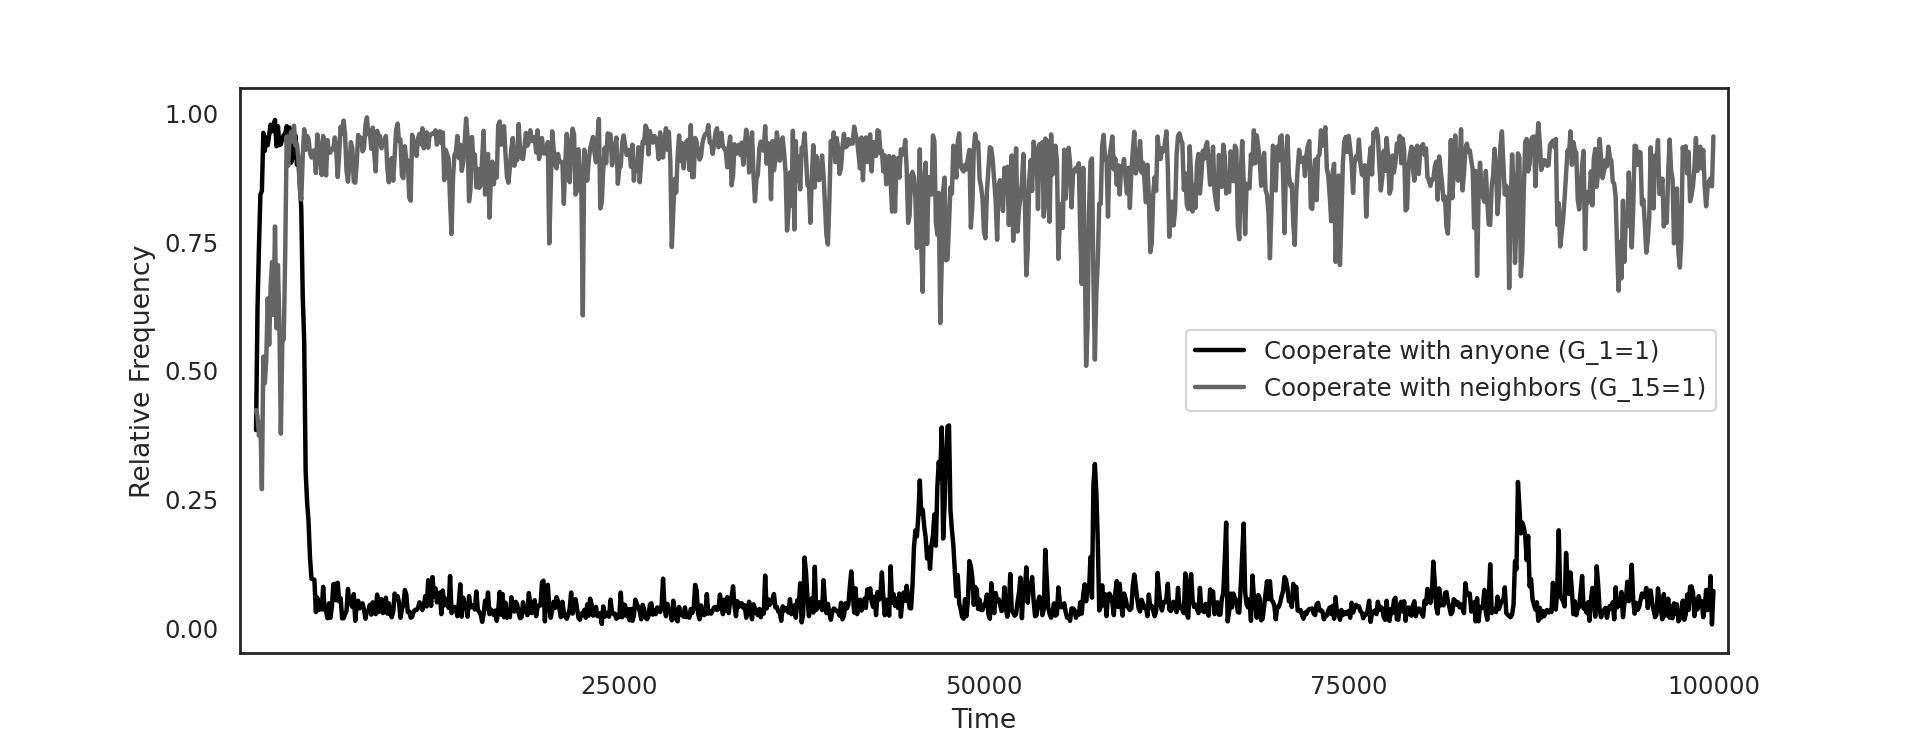 1.00
0.75
0.50
0.25
0.00
Relative Frequency
Cooperate with anyone (G_1=1)
Cooperate with neighbors (G_15=1)
25000
50000
75000
100000
Time